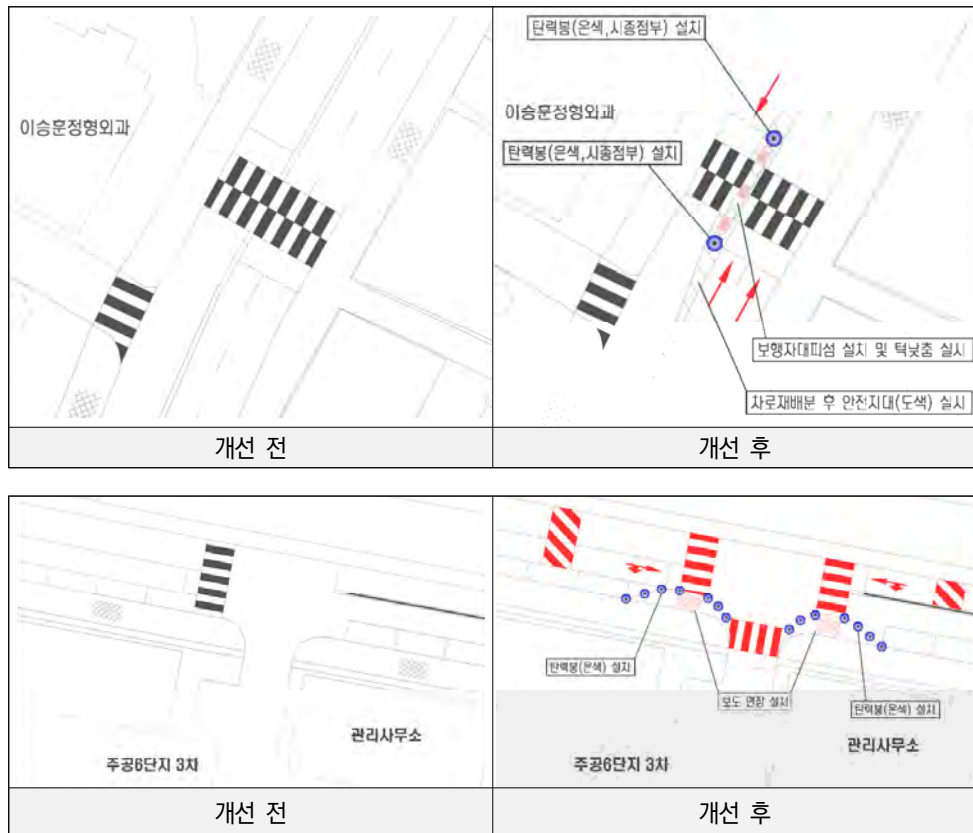 이승훈정형외과
탄력봉(은색,시종점부) 설치
이승훈정형외과
탄력봉(은색,시종점부) 설치
보행자대피섬 설치 및 턱낮춤 실시
차로재배분 후 안전지대(도색) 실시
개선 전
개선 후
관리사무소
주공6단지 3차
탄력봉(은색) 설치
보도 연장 설치
탄력봉(은색) 설치
관리사무소
주공6단지 3차
개선 전
개선 후